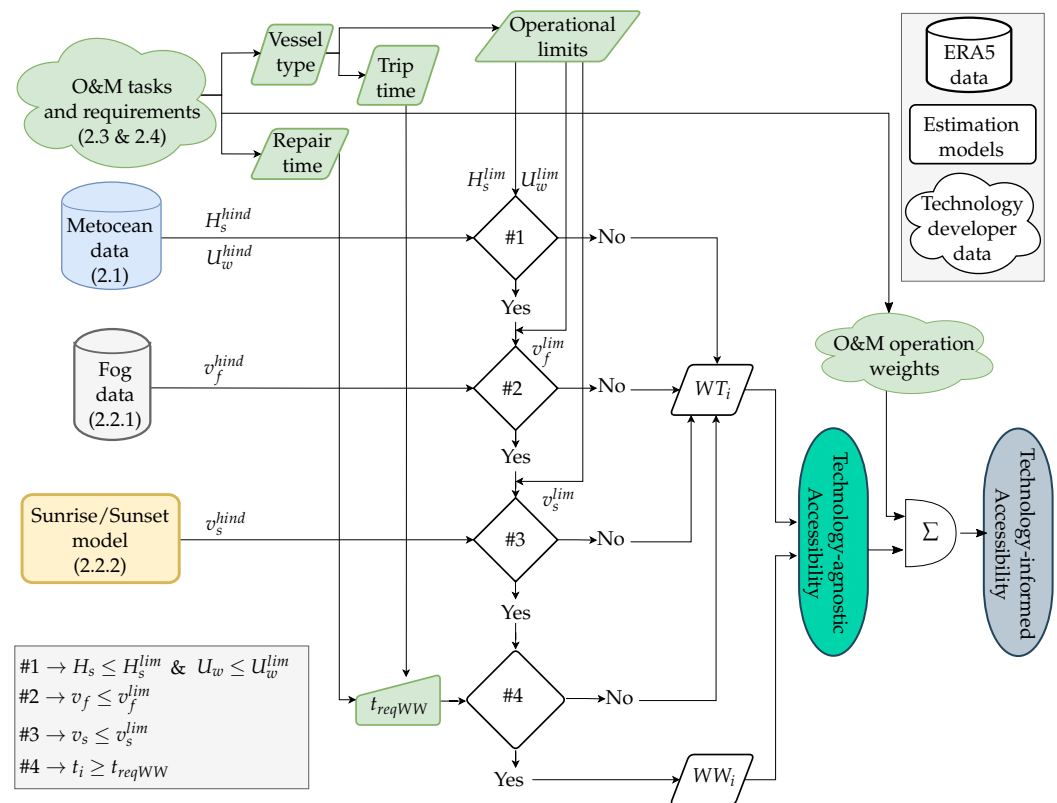 O&M tasks
and requirements
(2.3 & 2.4)
Vessel
type
Trip
time
Operational
limits
Repair
time
ERA5
data
Estimation
models
Technology
developer
data
Metocean
data
(2.1)
H_s^{hind}
U_w^{hind}
H_s^{lim} U_w^{lim}
#1
No
Yes
Fog
data
(2.2.1)
v_f^{hind}
v_f^{lim}
#2
No
Yes
WT_i
O&M operation
weights
Sunrise/Sunset
model
(2.2.2)
v_s^{hind}
v_s^{lim}
#3
No
Yes
Technology-agnostic
Accessibility
Σ
Technology-informed
Accessibility
t_{reqWW}
#4
No
Yes
WW_i
#1 → H_s ≤ H_s^{lim} & U_w ≤ U_w^{lim}
#2 → v_f ≤ v_f^{lim}
#3 → v_s ≤ v_s^{lim}
#4 → t_i ≥ t_{reqWW}